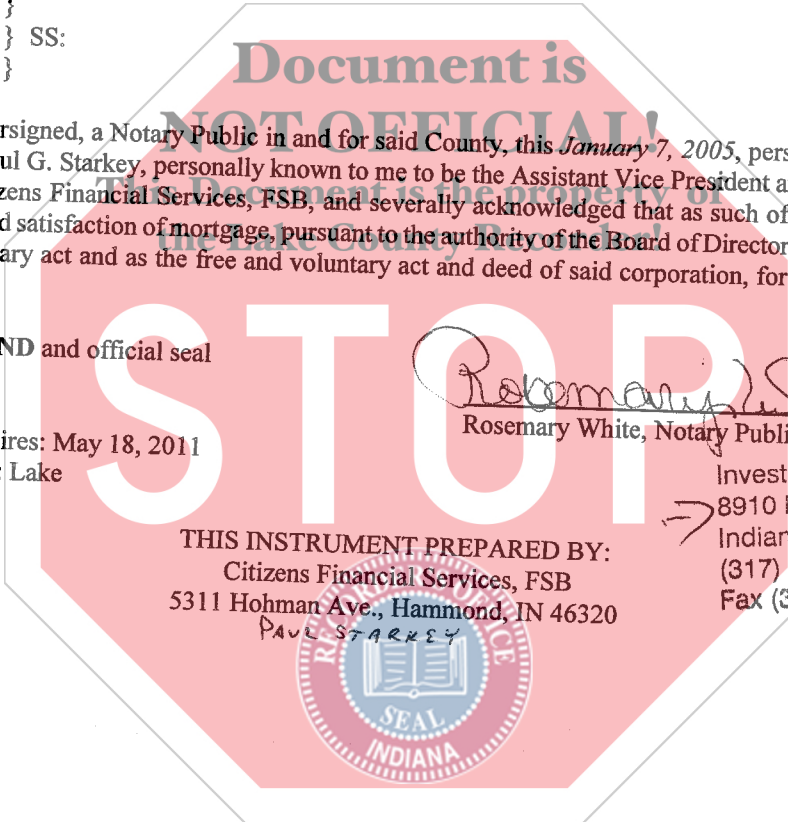 }
} SS:
}
Document is
NOT OFFICIAL!
This Document is the property of
the Lake County Recorder!
rsigned, a Notary Public in and for said County, this January 7, 2005, pers
ul G. Starkey, personally known to me to be the Assistant Vice President a
zens Financial Services, FSB, and severally acknowledged that as such of
d satisfaction of mortgage, pursuant to the authority of the Board of Director
ary act and as the free and voluntary act and deed of said corporation, for
STOP
ND and official seal
Rosemary W
Rosemary White, Notary Publi
ires: May 18, 2011
: Lake
Invest
8910
Indian
(317)
Fax (3
THIS INSTRUMENT PREPARED BY:
Citizens Financial Services, FSB
5311 Hohman Ave., Hammond, IN 46320
PAUL STARKEY
RECORDER'S OFFICE
SEAL
INDIANA